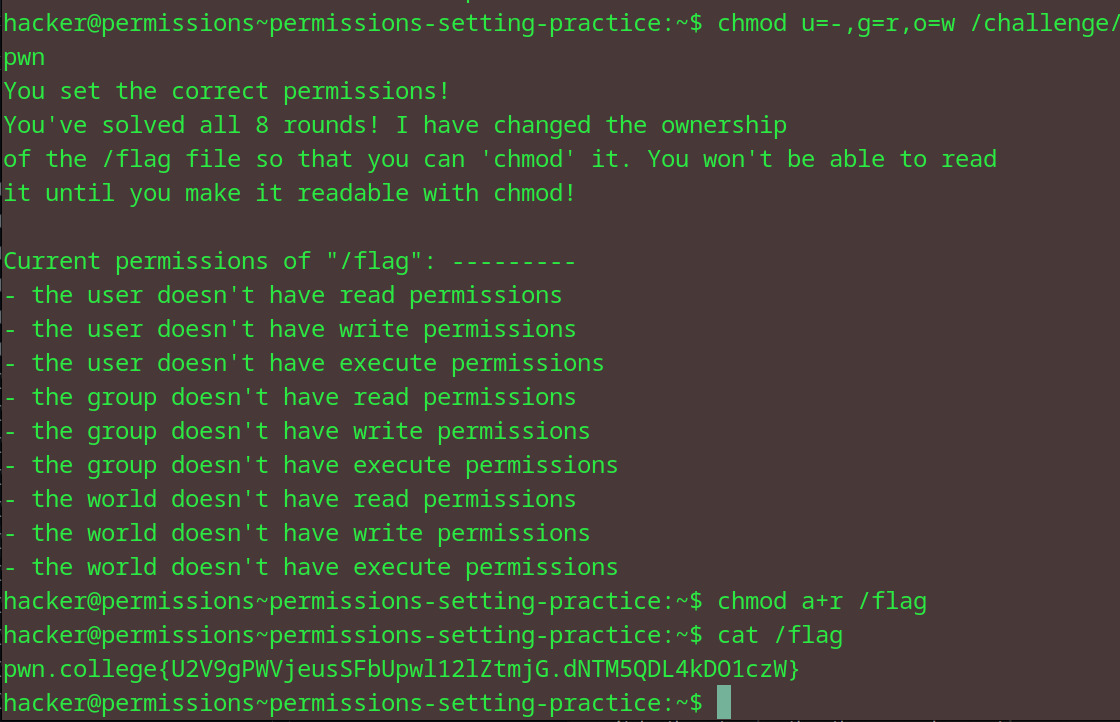 hacker@permissions~permissions-setting-practice:~$ chmod u=-,g=r,o=w /challenge/
pwn
You set the correct permissions!
You've solved all 8 rounds! I have changed the ownership
of the /flag file so that you can 'chmod' it. You won't be able to read
it until you make it readable with chmod!
Current permissions of "/flag": ---------
- the user doesn't have read permissions
- the user doesn't have write permissions
- the user doesn't have execute permissions
- the group doesn't have read permissions
- the group doesn't have write permissions
- the group doesn't have execute permissions
- the world doesn't have read permissions
- the world doesn't have write permissions
- the world doesn't have execute permissions
hacker@permissions~permissions-setting-practice:~$ chmod a+r /flag
hacker@permissions~permissions-setting-practice:~$ cat /flag
pwn.college{U2V9gPWVjeusSFbUpwl12lZtmjG.dNTM5QDL4kDO1czW}
hacker@permissions~permissions-setting-practice:~$